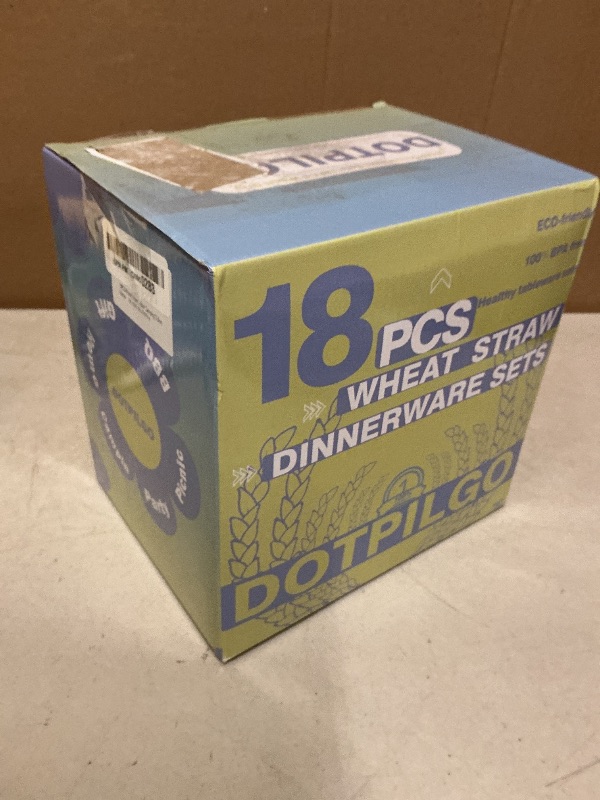 DOTPILGO
ECO-friendly
100% BPA free
Healthy tableware
18 PCS
WHEAT STRAW
DINNERWARE SETS
DOTPILGO
Gift
BBQ
Picnic
Party
DOTPILGO